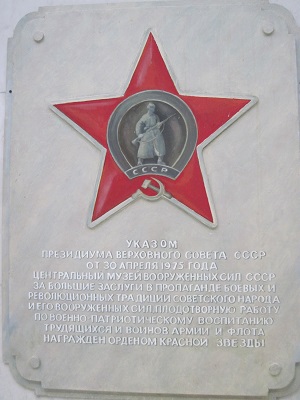 СССР
УКАЗОМ
ПРЕЗИДИУМА ВЕРХОВНОГО СОВЕТА СССР
ОТ 30 АПРЕЛЯ 1975 ГОДА
ЦЕНТРАЛЬНЫЙ МУЗЕЙ ВООРУЖЕННЫХ СИЛ СССР
ЗА БОЛЬШИЕ ЗАСЛУГИ В ПРОПАГАНДЕ БОЕВЫХ И
РЕВОЛЮЦИОННЫХ ТРАДИЦИЙ СОВЕТСКОГО НАРОДА
И ЕГО ВООРУЖЕННЫХ СИЛ, ПЛОДОТВОРНУЮ РАБОТУ
ПО ВОЕННО-ПАТРИОТИЧЕСКОМУ ВОСПИТАНИЮ
ТРУДЯЩИХСЯ И ВОИНОВ АРМИИ И ФЛОТА
НАГРАЖДЕН ОРДЕНОМ КРАСНОЙ ЗВЕЗДЫ